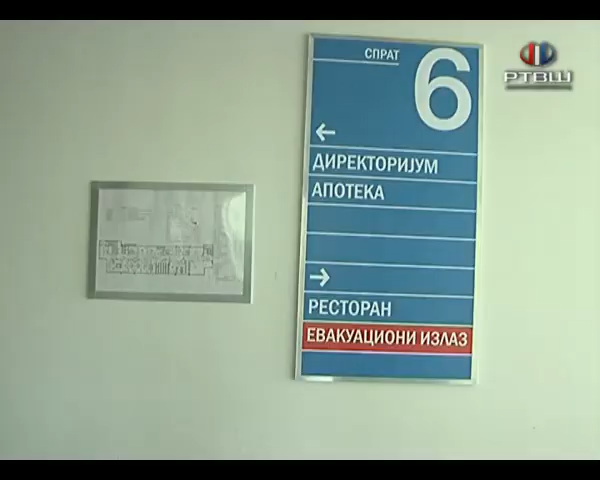 СПРАТ 6
←
ДИРЕКТОРИЈУМ
АПОТЕКА
→
РЕСТОРАН
ЕВАКУАЦИОНИ ИЗЛАЗ
РТВШ